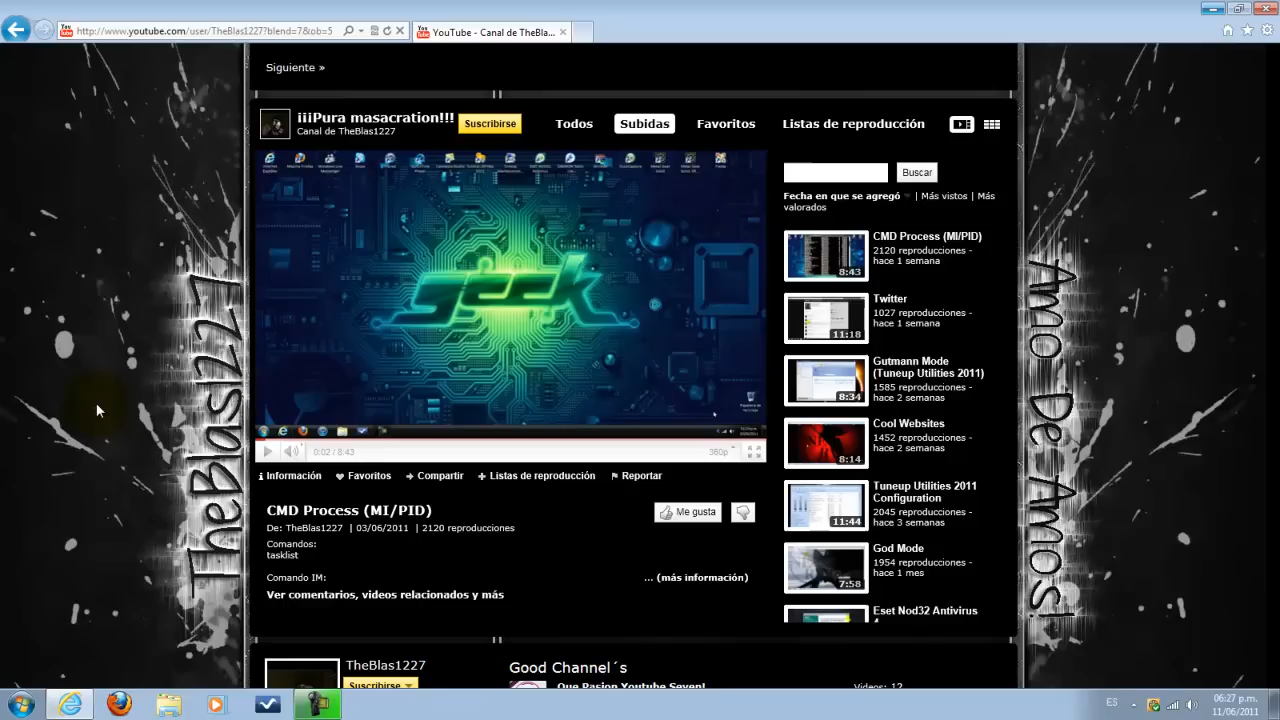 http://www.youtube.com/user/TheBlas1227?blend=7&ob=5
YouTube - Canal de TheBla...
Siguiente »
¡¡¡Pura masacration!!!
Canal de TheBlas1227
Suscribirse
Todos
Subidas
Favoritos
Listas de reproducción
Buscar
Fecha en que se agregó | Más vistos | Más
valorados
geek
CMD Process (MI/PID)
2120 reproducciones -
hace 1 semana
8:43
Twitter
1027 reproducciones -
hace 1 semana
11:18
Gutmann Mode
(Tuneup Utilities 2011)
1585 reproducciones -
hace 2 semanas
8:34
Cool Websites
1452 reproducciones -
hace 2 semanas
8:14
Tuneup Utilities 2011
Configuration
2045 reproducciones -
hace 3 semanas
11:44
God Mode
1954 reproducciones -
hace 1 mes
7:58
Eset Nod32 Antivirus
4
0:02 / 8:43
360p
Información
Favoritos
Compartir
Listas de reproducción
Reportar
CMD Process (MI/PID)
Me gusta
De: TheBlas1227 | 03/06/2011 | 2120 reproducciones
Comandos:
tasklist
Comando IM:
... (más información)
Ver comentarios, videos relacionados y más
TheBlas1227
Suscribirse
Good Channel´s
Que Pasion Youtube Seven!
Videos: 12
TheBlas1227
Amo De Amos!
ES
06:27 p.m.
11/06/2011